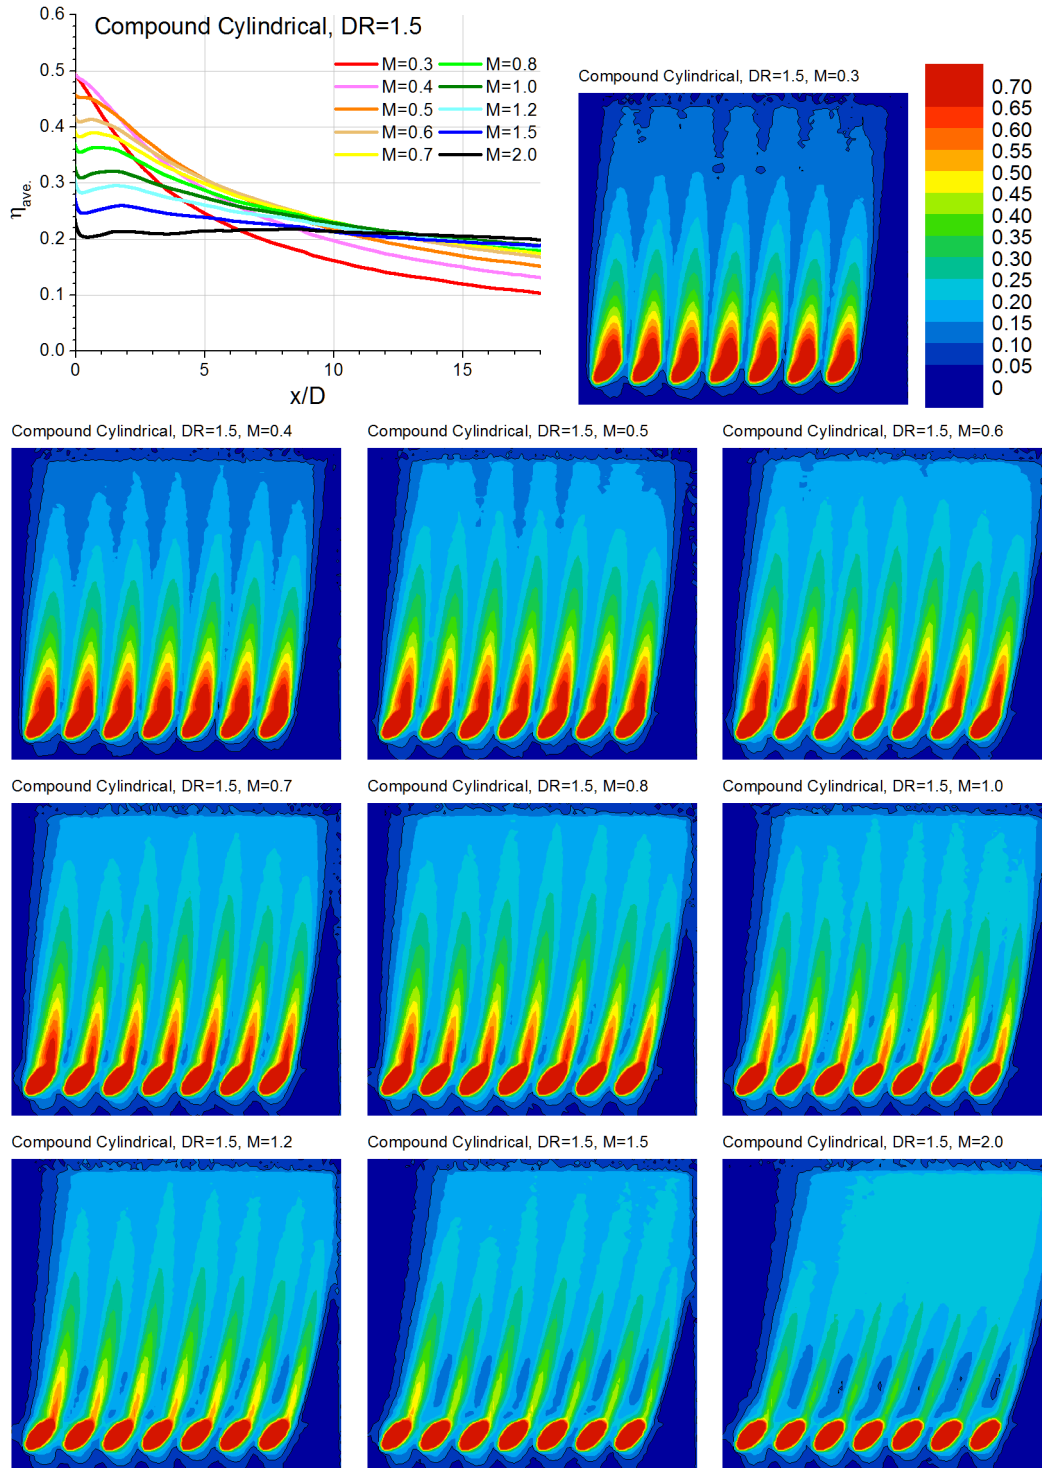 Compound Cylindrical, DR=1.5
0.6
0.5
0.4
0.3
0.2
0.1
0.0
ηave.
0
5
10
15
x/D
M=0.3
M=0.4
M=0.5
M=0.6
M=0.7
M=0.8
M=1.0
M=1.2
M=1.5
M=2.0
Compound Cylindrical, DR=1.5, M=0.3
0.70
0.65
0.60
0.55
0.50
0.45
0.40
0.35
0.30
0.25
0.20
0.15
0.10
0.05
0
Compound Cylindrical, DR=1.5, M=0.4
Compound Cylindrical, DR=1.5, M=0.5
Compound Cylindrical, DR=1.5, M=0.6
Compound Cylindrical, DR=1.5, M=0.7
Compound Cylindrical, DR=1.5, M=0.8
Compound Cylindrical, DR=1.5, M=1.0
Compound Cylindrical, DR=1.5, M=1.2
Compound Cylindrical, DR=1.5, M=1.5
Compound Cylindrical, DR=1.5, M=2.0